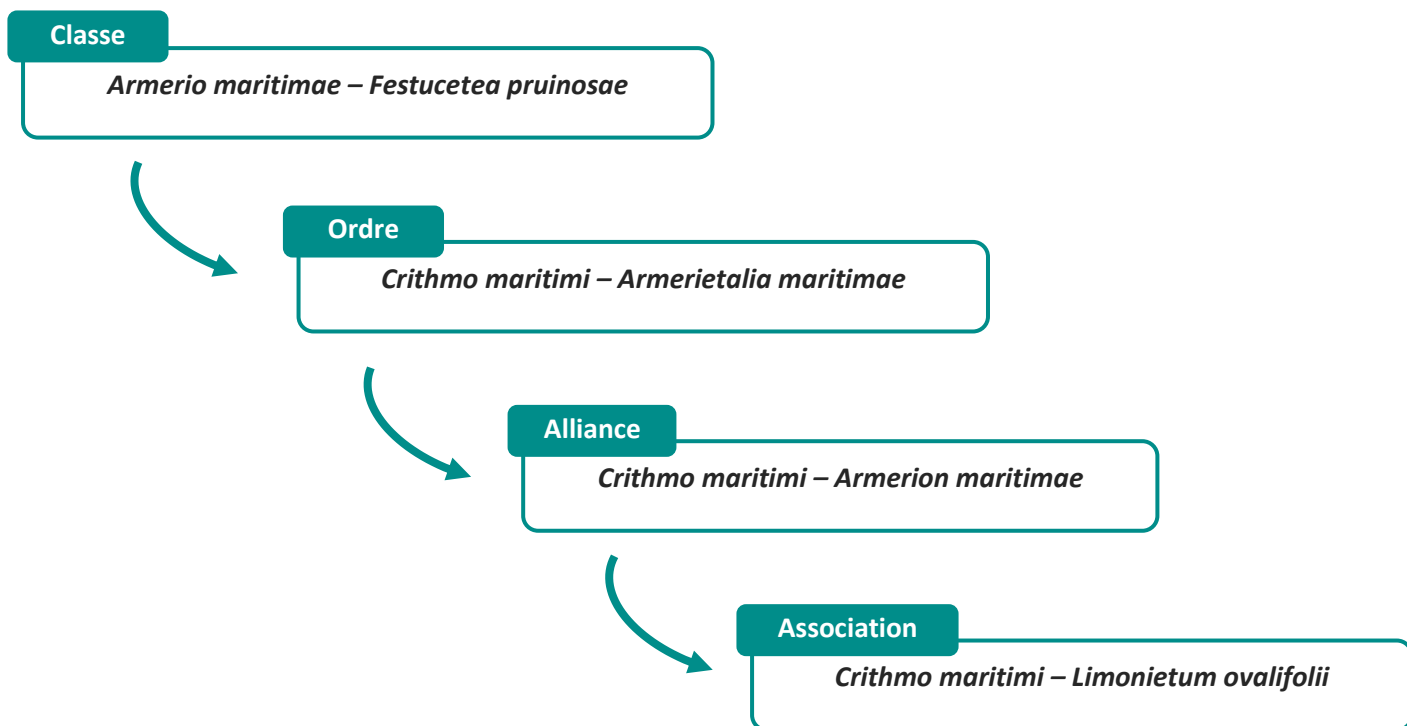 Classe
Armerio maritimae – Festucetea pruinosae
Ordre
Crithmo maritimi – Armerietalia maritimae
Alliance
Crithmo maritimi – Armerion maritimae
Association
Crithmo maritimi – Limonietum ovalifolii